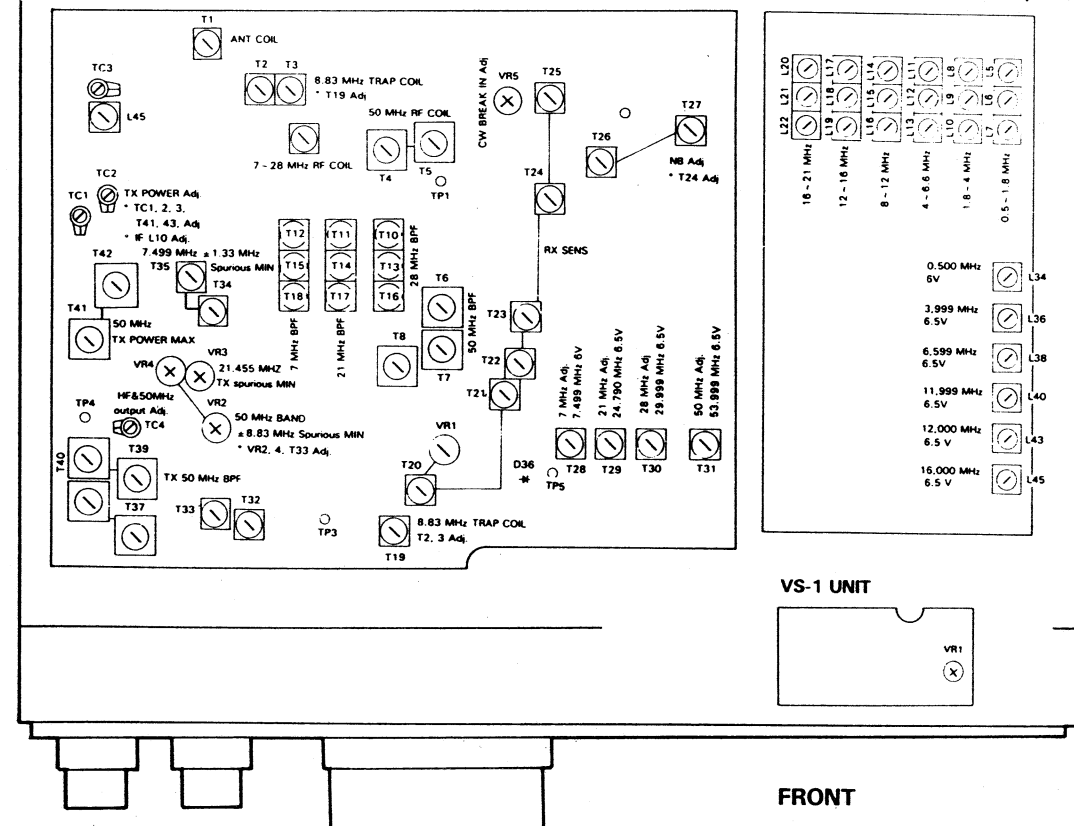 T1
ANT COIL
TC3
L45
T2
T3
8.83 MHz TRAP COIL
* T19 Adj
50 MHz RF COIL
7 - 28 MHz RF COIL
T4
T5
TP1
CW BREAK IN Adj
VR5
T25
T24
T26
T27
NB Adj
* T24 Adj
RX SENS
TC2
TC1
TX POWER Adj.
* TC1, 2, 3,
T41, 43, Adj
* IF L10 Adj.
7.499 MHz ± 1.33 MHz
Spurious MIN
T42
T35
T34
T41
50 MHz
TX POWER MAX
T12
T11
T10
T15
T14
T13
T18
T17
T16
7 MHz BPF
21 MHz BPF
28 MHz BPF
T6
T7
50 MHz BPF
T8
T23
T22
T21
VR3
VR4
21.455 MHZ
TX spurious MIN
VR2
HF&50MHz
output Adj.
TC4
TP4
50 MHz BAND
± 8.83 MHz Spurious MIN
* VR2, 4, T33 Adj.
T40
T39
TX 50 MHz BPF
T37
T33
T32
TP3
VR1
T20
8.83 MHz TRAP COIL
T2, 3 Adj.
T19
D36
TP5
7 MHz Adj.
7.499 MHz 6V
21 MHz Adj.
24.790 MHz 6.5V
28 MHz Adj.
29.999 MHz 6.5V
50 MHz Adj.
53.999 MHz 6.5V
T28
T29
T30
T31
L20
L17
L14
L11
L8
L5
L21
L18
L15
L12
L9
L6
L22
L19
L16
L13
L10
L7
16 ~ 21 MHz
12 ~ 16 MHz
8 ~ 12 MHz
4 ~ 6.6 MHz
1.8 ~ 4 MHz
0.5 ~ 1.8 MHz
0.500 MHz
6V
L34
3,999 MHz
6.5V
L36
6,599 MHz
6.5V
L38
11,999 MHz
6.5V
L40
12,000 MHz
6.5 V
L43
16,000 MHz
6.5 V
L45
VS-1 UNIT
VR1
FRONT